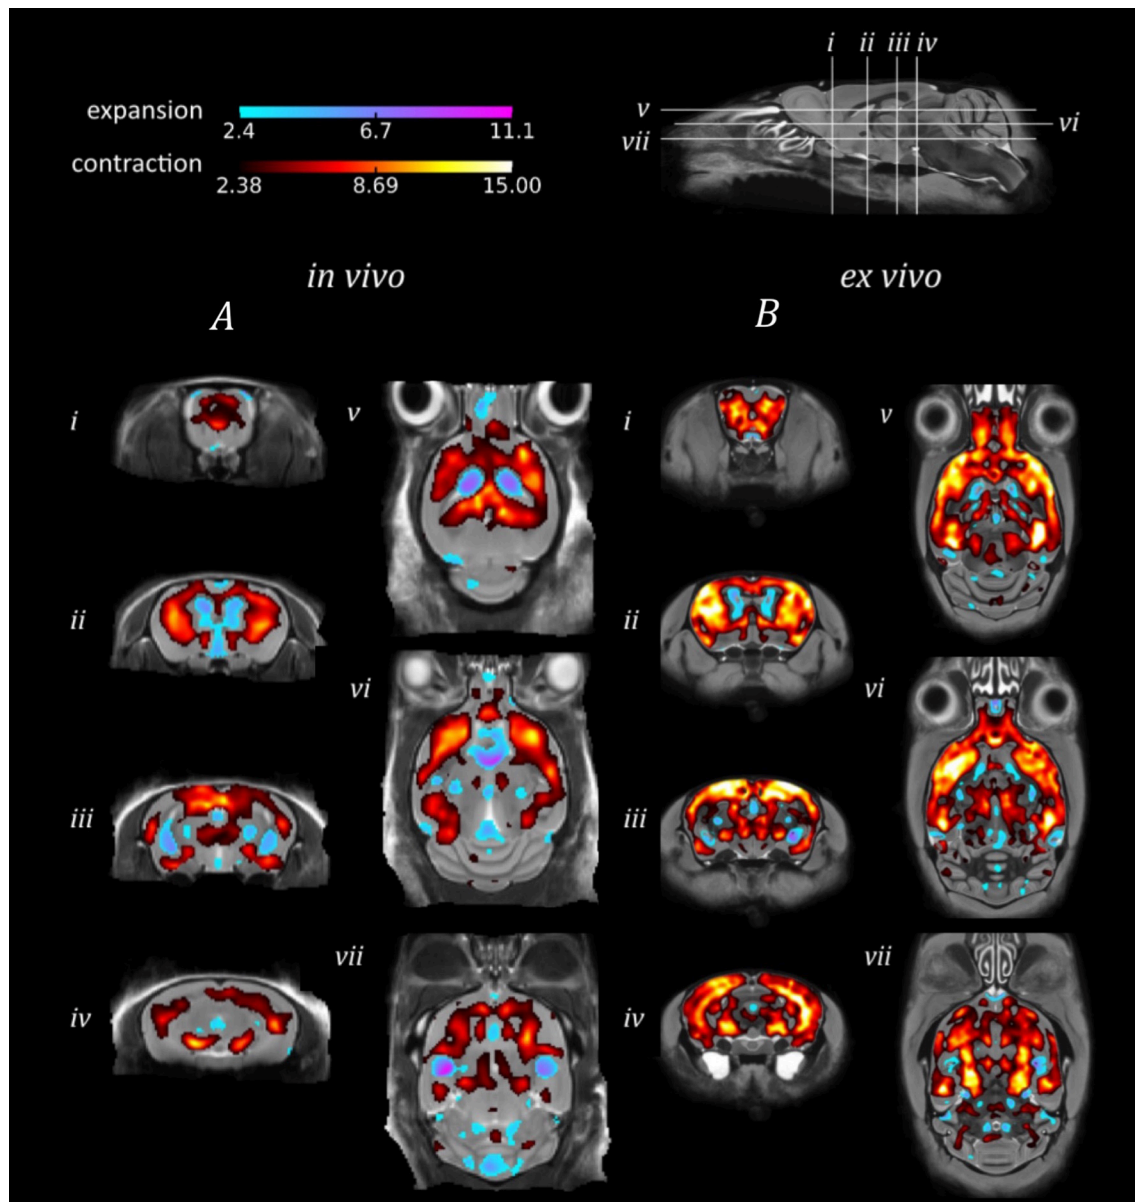 i ii iii iv
expansion
2.4 6.7 11.1
contraction
2.38 8.69 15.00
v
vi
vii
in vivo
ex vivo
A
B
i
v
ii
vi
iii
vii
iv
i
v
ii
vi
iii
vii
iv